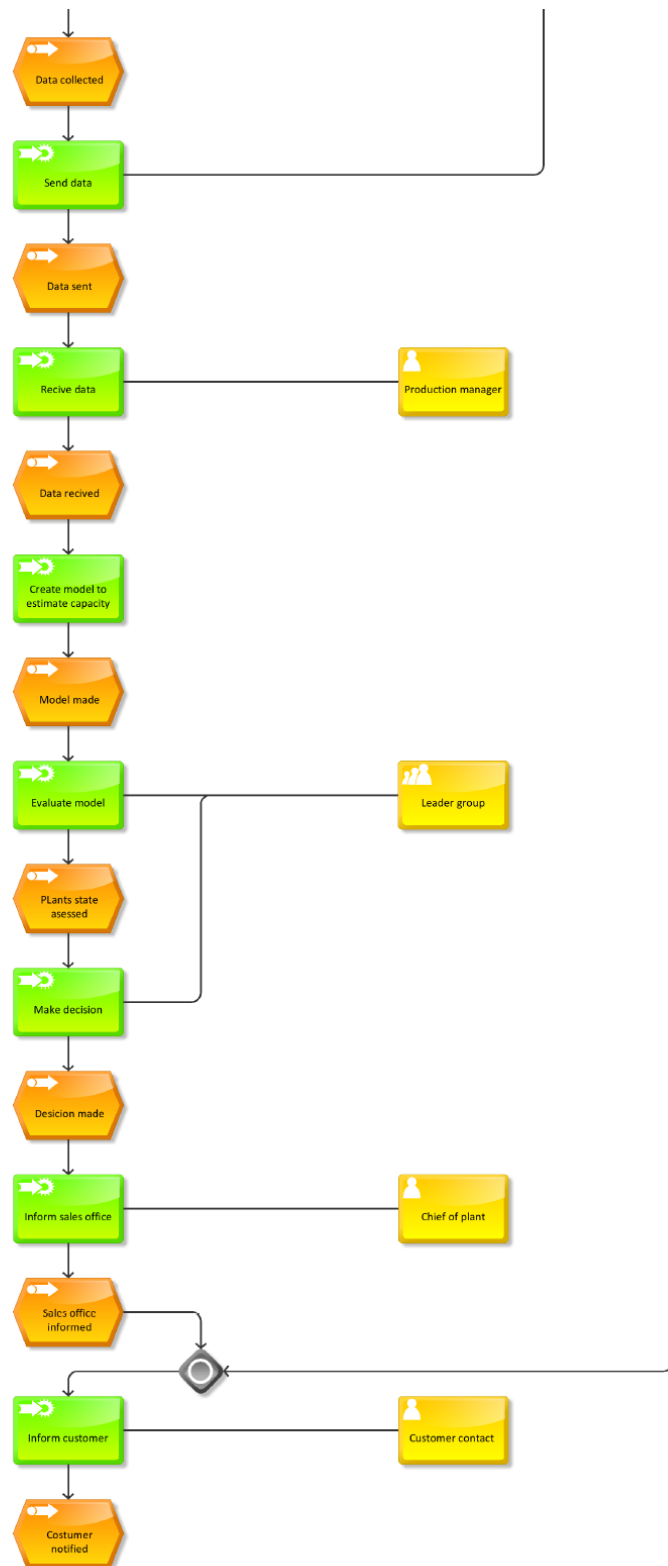 Data collected
Send data
Data sent
Recive data
Production manager
Data recived
Create model to
estimate capacity
Model made
Evaluate model
Leader group
PLants state
asessed
Make decision
Desicion made
Inform sales office
Chief of plant
Sales office
informed
Inform customer
Customer contact
Costumer
notified